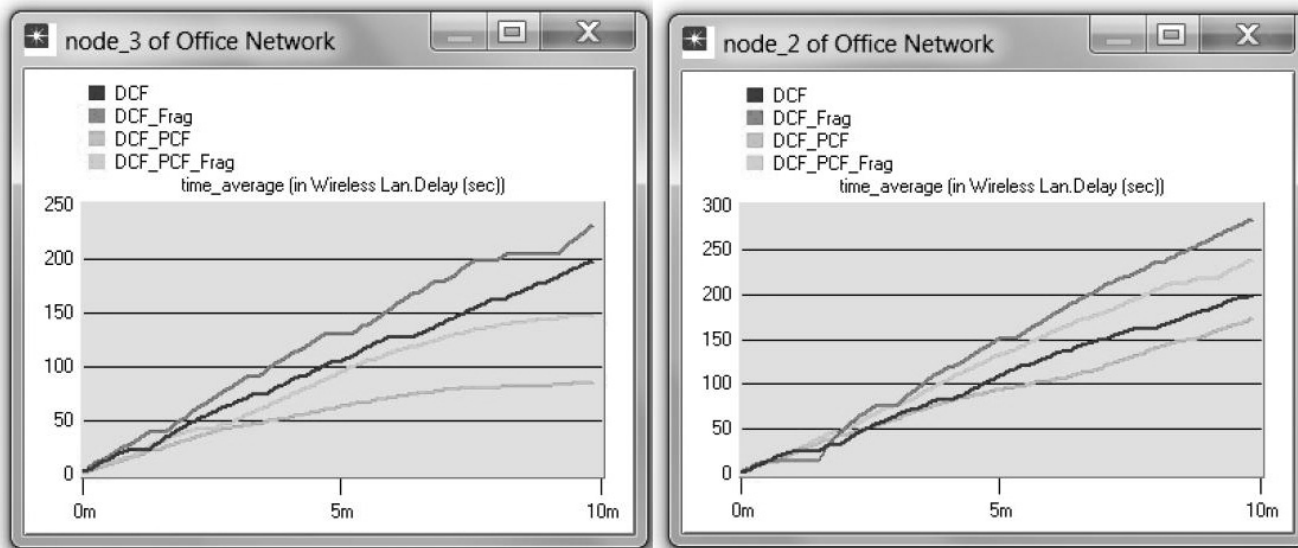 node_3 of Office Network
DCF
DCF_Frag
DCF_PCF
DCF_PCF_Frag
time_average (in Wireless Lan.Delay (sec))
250
200
150
100
50
0
0m 5m 10m
node_2 of Office Network
DCF
DCF_Frag
DCF_PCF
DCF_PCF_Frag
time_average (in Wireless Lan.Delay (sec))
300
250
200
150
100
50
0
0m 5m 10m